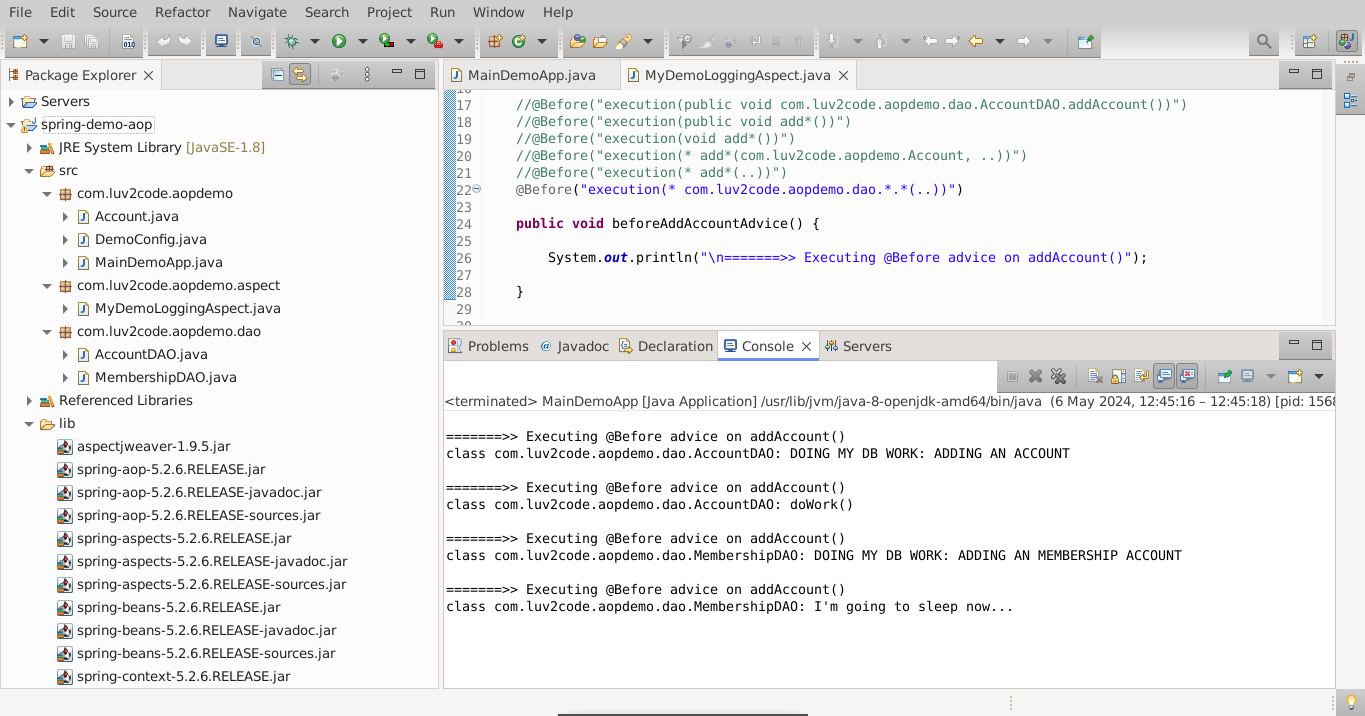 File Edit Source Refactor Navigate Search Project Run Window Help
Package Explorer
Servers
spring-demo-aop
JRE System Library [JavaSE-1.8]
src
com.luv2code.aopdemo
Account.java
DemoConfig.java
MainDemoApp.java
com.luv2code.aopdemo.aspect
MyDemoLoggingAspect.java
com.luv2code.aopdemo.dao
AccountDAO.java
MembershipDAO.java
Referenced Libraries
lib
aspectjweaver-1.9.5.jar
spring-aop-5.2.6.RELEASE.jar
spring-aop-5.2.6.RELEASE-javadoc.jar
spring-aop-5.2.6.RELEASE-sources.jar
spring-aspects-5.2.6.RELEASE.jar
spring-aspects-5.2.6.RELEASE-javadoc.jar
spring-aspects-5.2.6.RELEASE-sources.jar
spring-beans-5.2.6.RELEASE.jar
spring-beans-5.2.6.RELEASE-javadoc.jar
spring-beans-5.2.6.RELEASE-sources.jar
spring-context-5.2.6.RELEASE.jar
MainDemoApp.java MyDemoLoggingAspect.java
17 //@Before("execution(public void com.luv2code.aopdemo.dao.AccountDAO.addAccount())")
18 //@Before("execution(public void add*())")
19 //@Before("execution(void add*())")
20 //@Before("execution(* add*(com.luv2code.aopdemo.Account, ..))")
21 //@Before("execution(* add*(..))")
22 @Before("execution(* com.luv2code.aopdemo.dao.*.*(..))")
23
24 public void beforeAddAccountAdvice() {
25
26 System.out.println("\n=======>> Executing @Before advice on addAccount()");
27
28 }
29
Problems Javadoc Declaration Console Servers
<terminated> MainDemoApp [Java Application] /usr/lib/jvm/java-8-openjdk-amd64/bin/java (6 May 2024, 12:45:16 – 12:45:18) [pid: 1568
=======>> Executing @Before advice on addAccount()
class com.luv2code.aopdemo.dao.AccountDAO: DOING MY DB WORK: ADDING AN ACCOUNT
=======>> Executing @Before advice on addAccount()
class com.luv2code.aopdemo.dao.AccountDAO: doWork()
=======>> Executing @Before advice on addAccount()
class com.luv2code.aopdemo.dao.MembershipDAO: DOING MY DB WORK: ADDING AN MEMBERSHIP ACCOUNT
=======>> Executing @Before advice on addAccount()
class com.luv2code.aopdemo.dao.MembershipDAO: I'm going to sleep now...